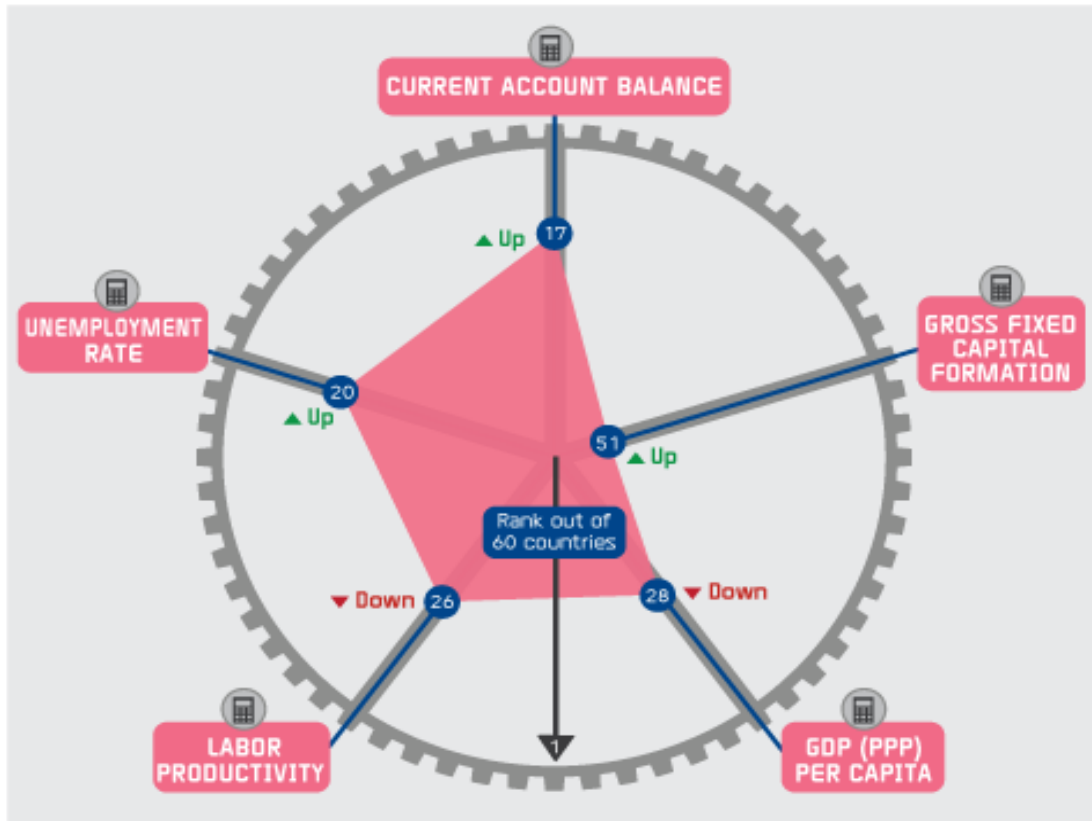 CURRENT ACCOUNT BALANCE
17
▲ Up
UNEMPLOYMENT
RATE
20
▲ Up
GROSS FIXED
CAPITAL
FORMATION
51
▲ Up
Rank out of
60 countries
▼ Down
26
28
▼ Down
LABOR
PRODUCTIVITY
1
GDP (PPP)
PER CAPITA